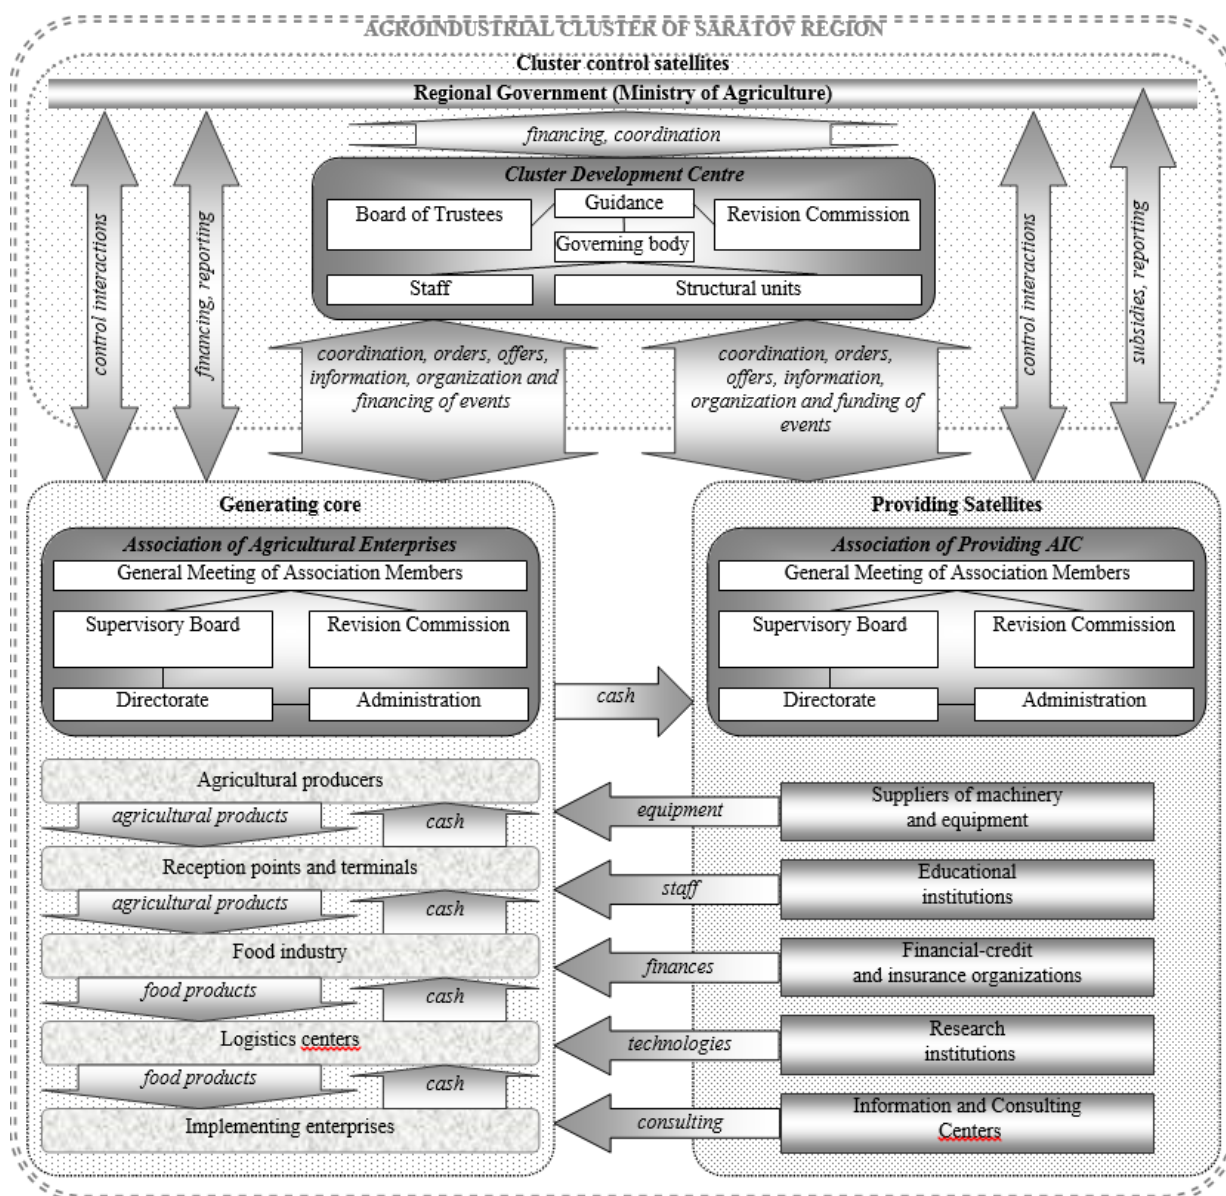 AGROINDUSTRIAL CLUSTER OF SARATOV REGION
Cluster control satellites
Regional Government (Ministry of Agriculture)
financing, coordination
Cluster Development Centre
Board of Trustees
Guidance
Revision Commission
Governing body
Staff
Structural units
control interactions
financing, reporting
coordination, orders, offers,
information, organization and
financing of events
coordination, orders,
offers, information,
organization and funding of
events
control interactions
subsidies, reporting
Generating core
Association of Agricultural Enterprises
General Meeting of Association Members
Supervisory Board
Revision Commission
Directorate
Administration
cash
Providing Satellites
Association of Providing AIC
General Meeting of Association Members
Supervisory Board
Revision Commission
Directorate
Administration
Agricultural producers
agricultural products
cash
Reception points and terminals
agricultural products
cash
Food industry
food products
cash
Logistics centers
food products
cash
Implementing enterprises
equipment
Suppliers of machinery
and equipment
staff
Educational
institutions
finances
Financial-credit
and insurance organizations
technologies
Research
institutions
consulting
Information and Consulting
Centers